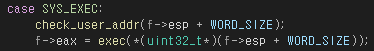 case SYS_EXEC:
check_user_addr(f->esp + WORD_SIZE);
f->eax = exec(*(uint32_t*)(f->esp + WORD_SIZE));